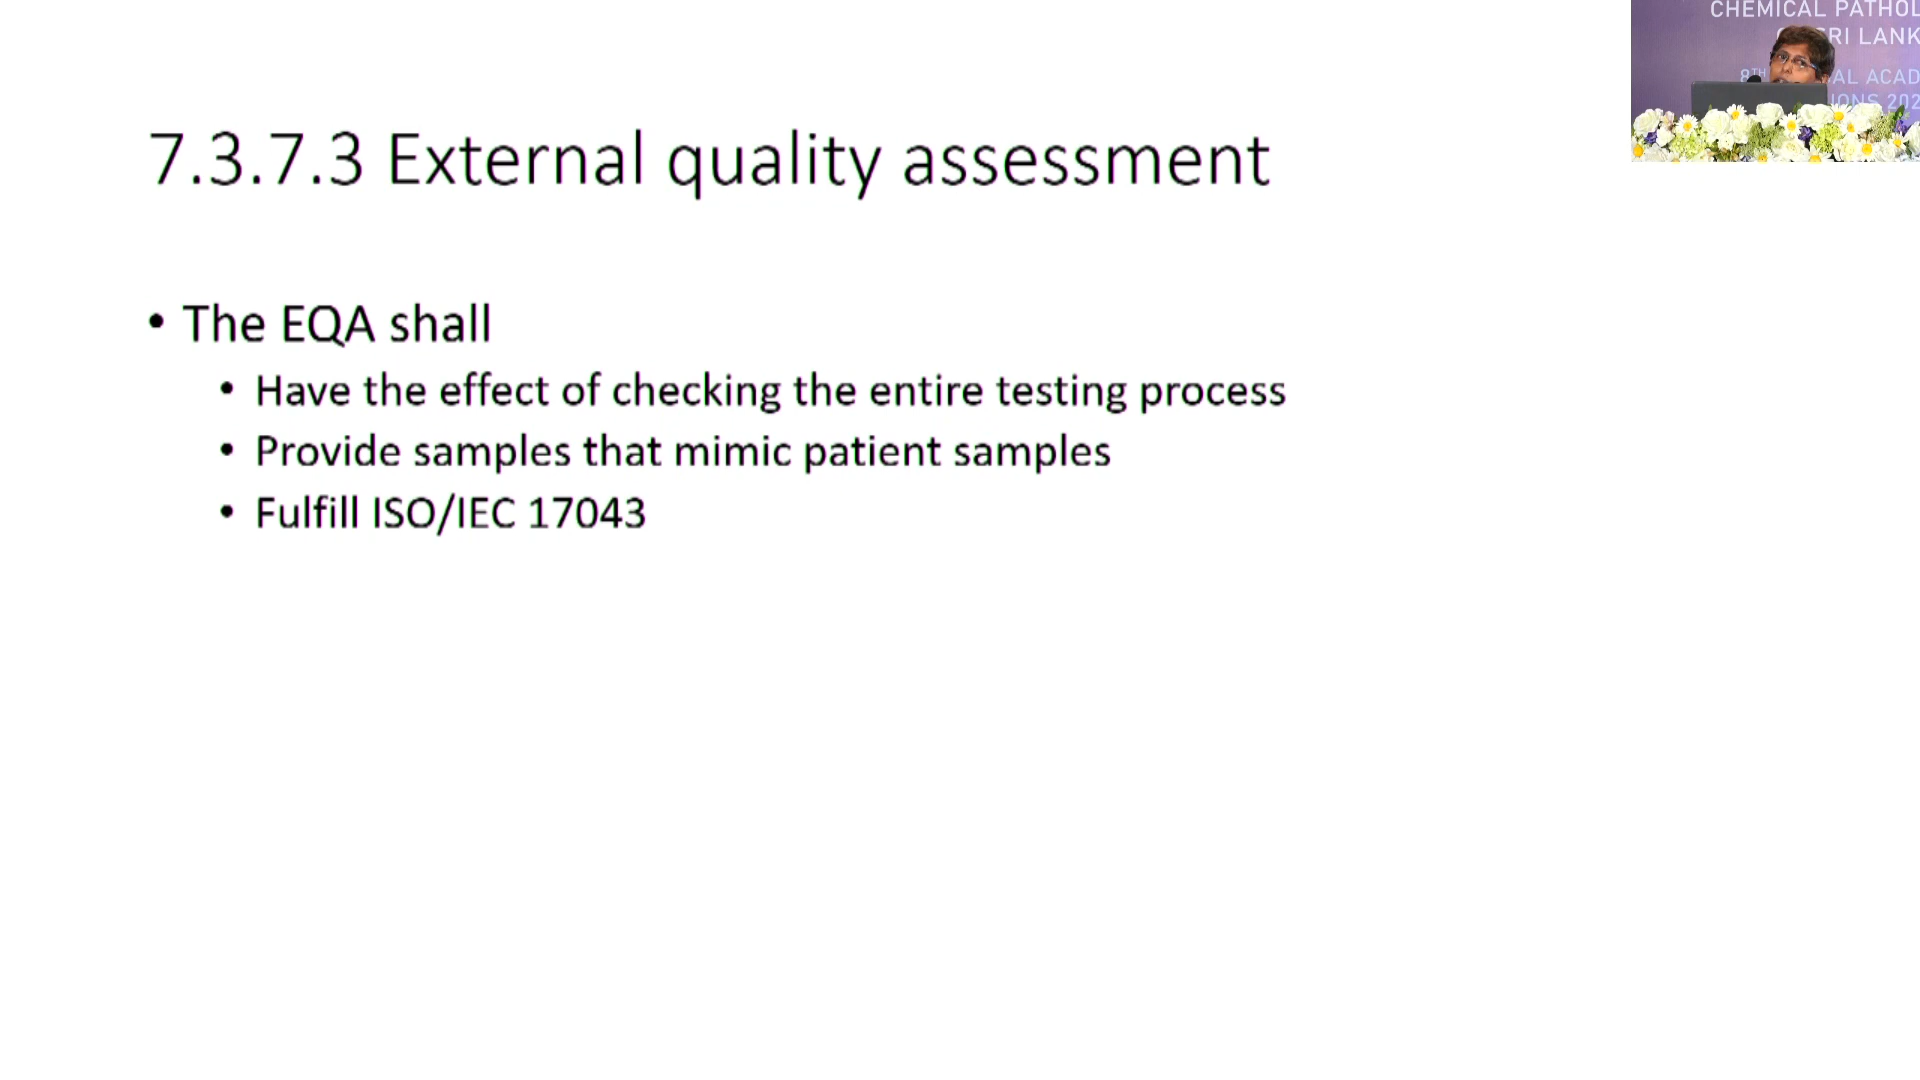 CHEMICAL PATHOL
RI LANK
8TH AL ACAD
IONS 202
7.3.7.3 External quality assessment
• The EQA shall
• Have the effect of checking the entire testing process
• Provide samples that mimic patient samples
• Fulfill ISO/IEC 17043